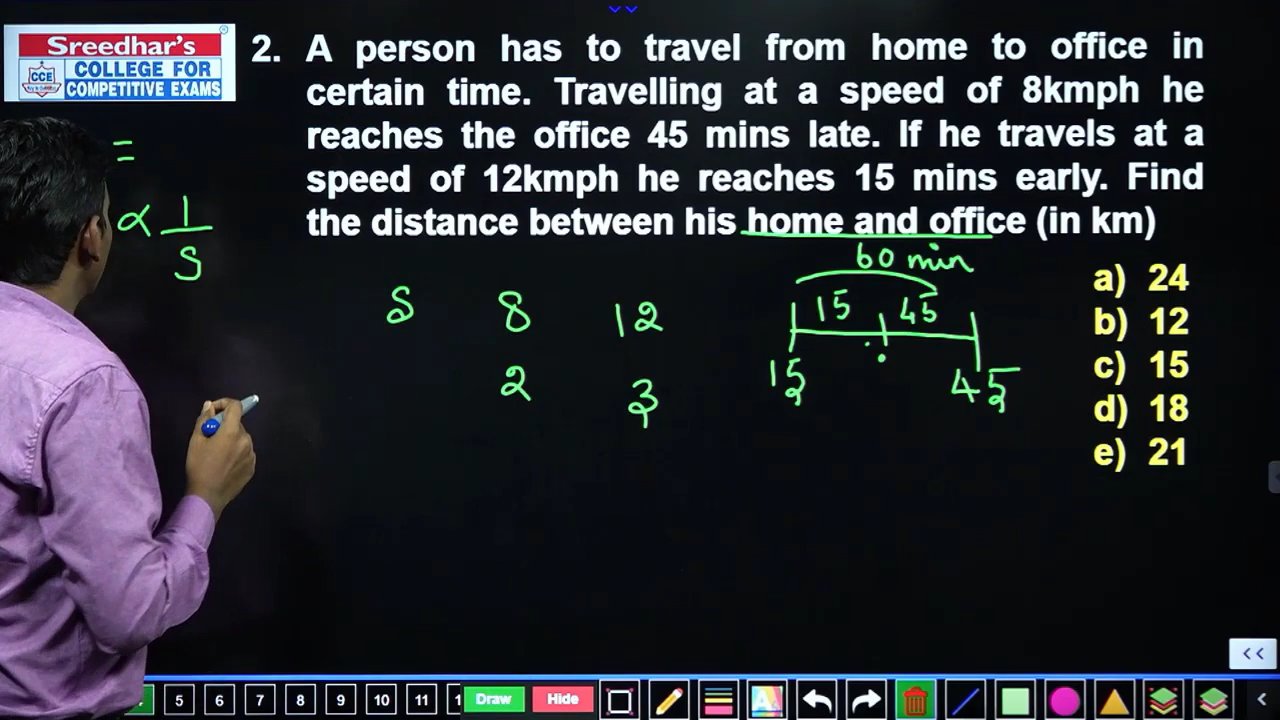 Sreedhar's
CCE
COLLEGE FOR
COMPETITIVE EXAMS
2. A person has to travel from home to office in
certain time. Travelling at a speed of 8kmph he
reaches the office 45 mins late. If he travels at a
speed of 12kmph he reaches 15 mins early. Find
the distance between his home and office (in km)
a) 24
b) 12
c) 15
d) 18
e) 21
=
∝ 1
S
S 8 12
2 3
60 min
15 45
15 45
5 6 7 8 9 10 11 1
Draw
Hide
A
<<